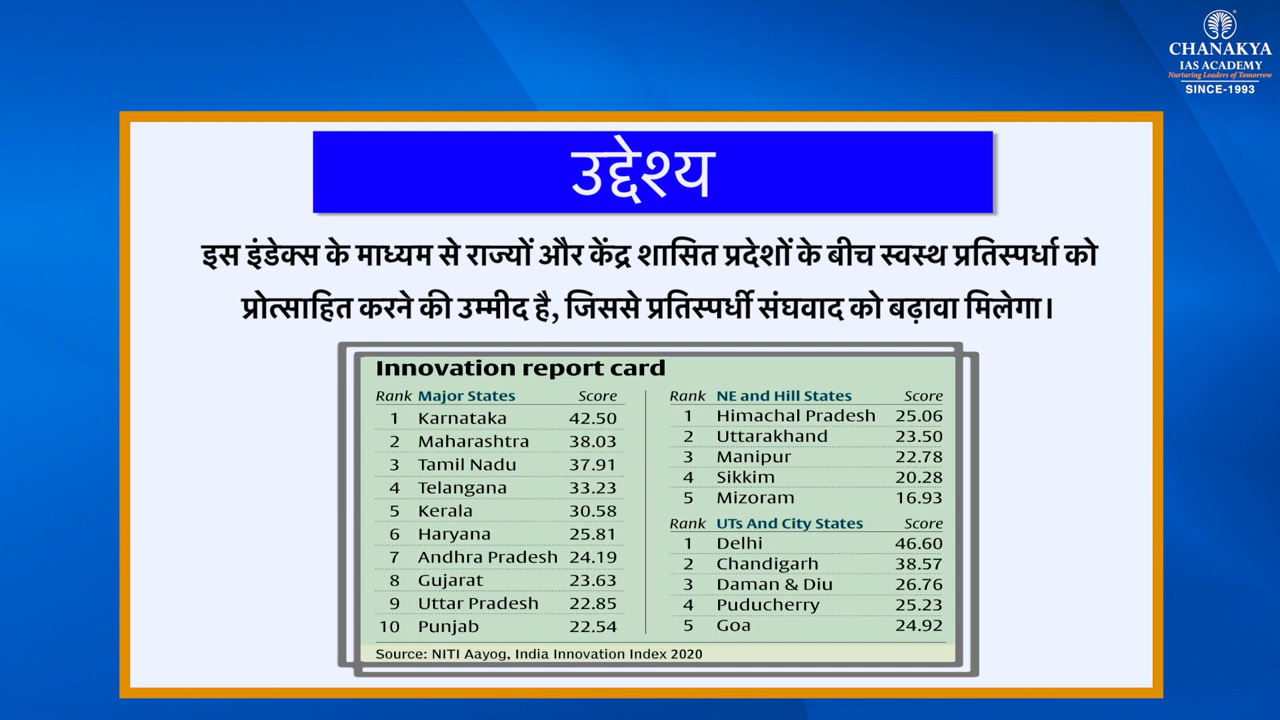 CHANAKYA
IAS ACADEMY
Nurturing Leaders of Tomorrow
SINCE-1993
उद्देश्य
इस इंडेक्स के माध्यम से राज्यों और केंद्र शासित प्रदेशों के बीच स्वस्थ प्रतिस्पर्धा को
प्रोत्साहित करने की उम्मीद है, जिससे प्रतिस्पर्धी संघवाद को बढ़ावा मिलेगा।
Innovation report card
Rank Major States Score
1 Karnataka 42.50
2 Maharashtra 38.03
3 Tamil Nadu 37.91
4 Telangana 33.23
5 Kerala 30.58
6 Haryana 25.81
7 Andhra Pradesh 24.19
8 Gujarat 23.63
9 Uttar Pradesh 22.85
10 Punjab 22.54
Rank NE and Hill States Score
1 Himachal Pradesh 25.06
2 Uttarakhand 23.50
3 Manipur 22.78
4 Sikkim 20.28
5 Mizoram 16.93
Rank UTs And City States Score
1 Delhi 46.60
2 Chandigarh 38.57
3 Daman & Diu 26.76
4 Puducherry 25.23
5 Goa 24.92
Source: NITI Aayog, India Innovation Index 2020